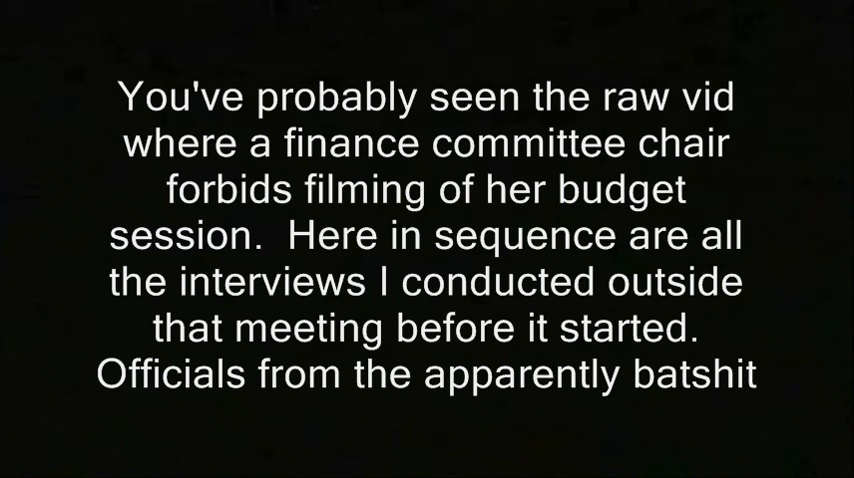 You've probably seen the raw vid
where a finance committee chair
forbids filming of her budget
session.  Here in sequence are all
the interviews I conducted outside
that meeting before it started.
Officials from the apparently batshit